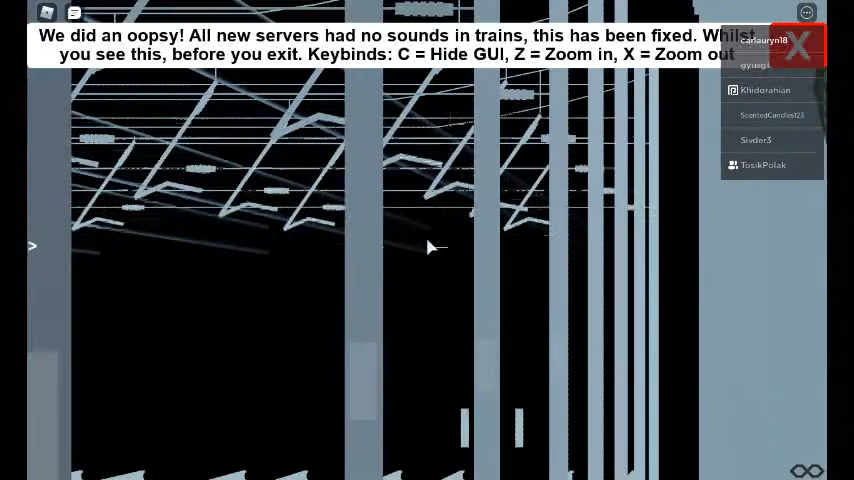 We did an oopsy! All new servers had no sounds in trains, this has been fixed. Whilst
you see this, before you exit. Keybinds: C = Hide GUI, Z = Zoom in, X = Zoom out
X
carlauryn18
Khidorahian
ScentedCandles123
Sivder3
TosikPolak
>